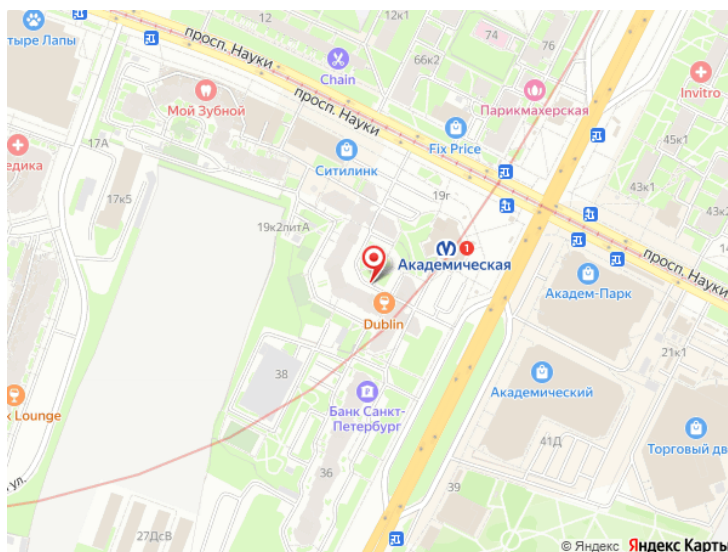 12
12к1
74
76
тыре Лапы
просп. Науки
66к2
Chain
Invitro
Мой Зубной
просп. Науки
Парикмахерская
Fix Price
45к1
17А
едика
Ситилинк
17к5
19г
43к1
43к2
19к2литА
1
Академическая
просп. Науки
Академ-Парк
Dublin
21к1
38
Академический
k Lounge
Банк Санкт-
Петербург
41Д
Торговый дв
ул.
36
39
27ДсВ
© Яндекс Яндекс Карты